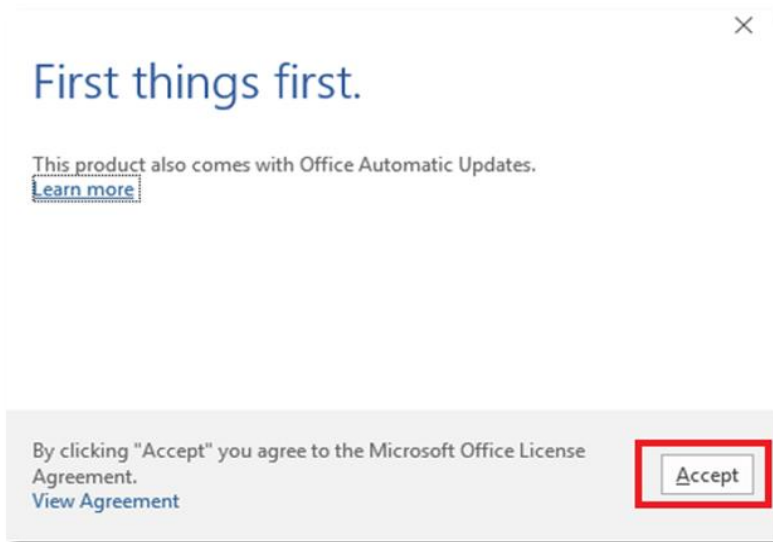 First things first.
This product also comes with Office Automatic Updates.
Learn more
By clicking "Accept" you agree to the Microsoft Office License
Agreement.
View Agreement
Accept